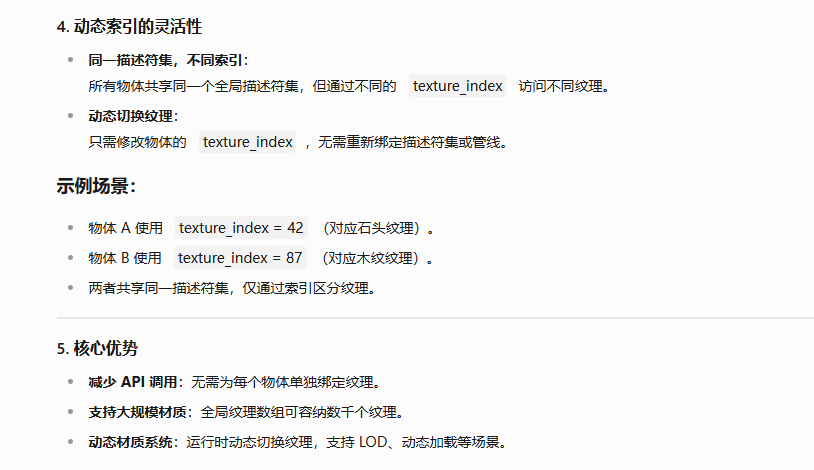 4. 动态索引的灵活性
同一描述符集，不同索引：
所有物体共享同一个全局描述符集，但通过不同的 texture_index 访问不同纹理。
动态切换纹理：
只需修改物体的 texture_index ，无需重新绑定描述符集或管线。
示例场景：
物体 A 使用 texture_index = 42 （对应石头纹理）。
物体 B 使用 texture_index = 87 （对应木纹纹理）。
两者共享同一描述符集，仅通过索引区分纹理。
5. 核心优势
减少 API 调用：无需为每个物体单独绑定纹理。
支持大规模材质：全局纹理数组可容纳数千个纹理。
动态材质系统：运行时动态切换纹理，支持 LOD、动态加载等场景。